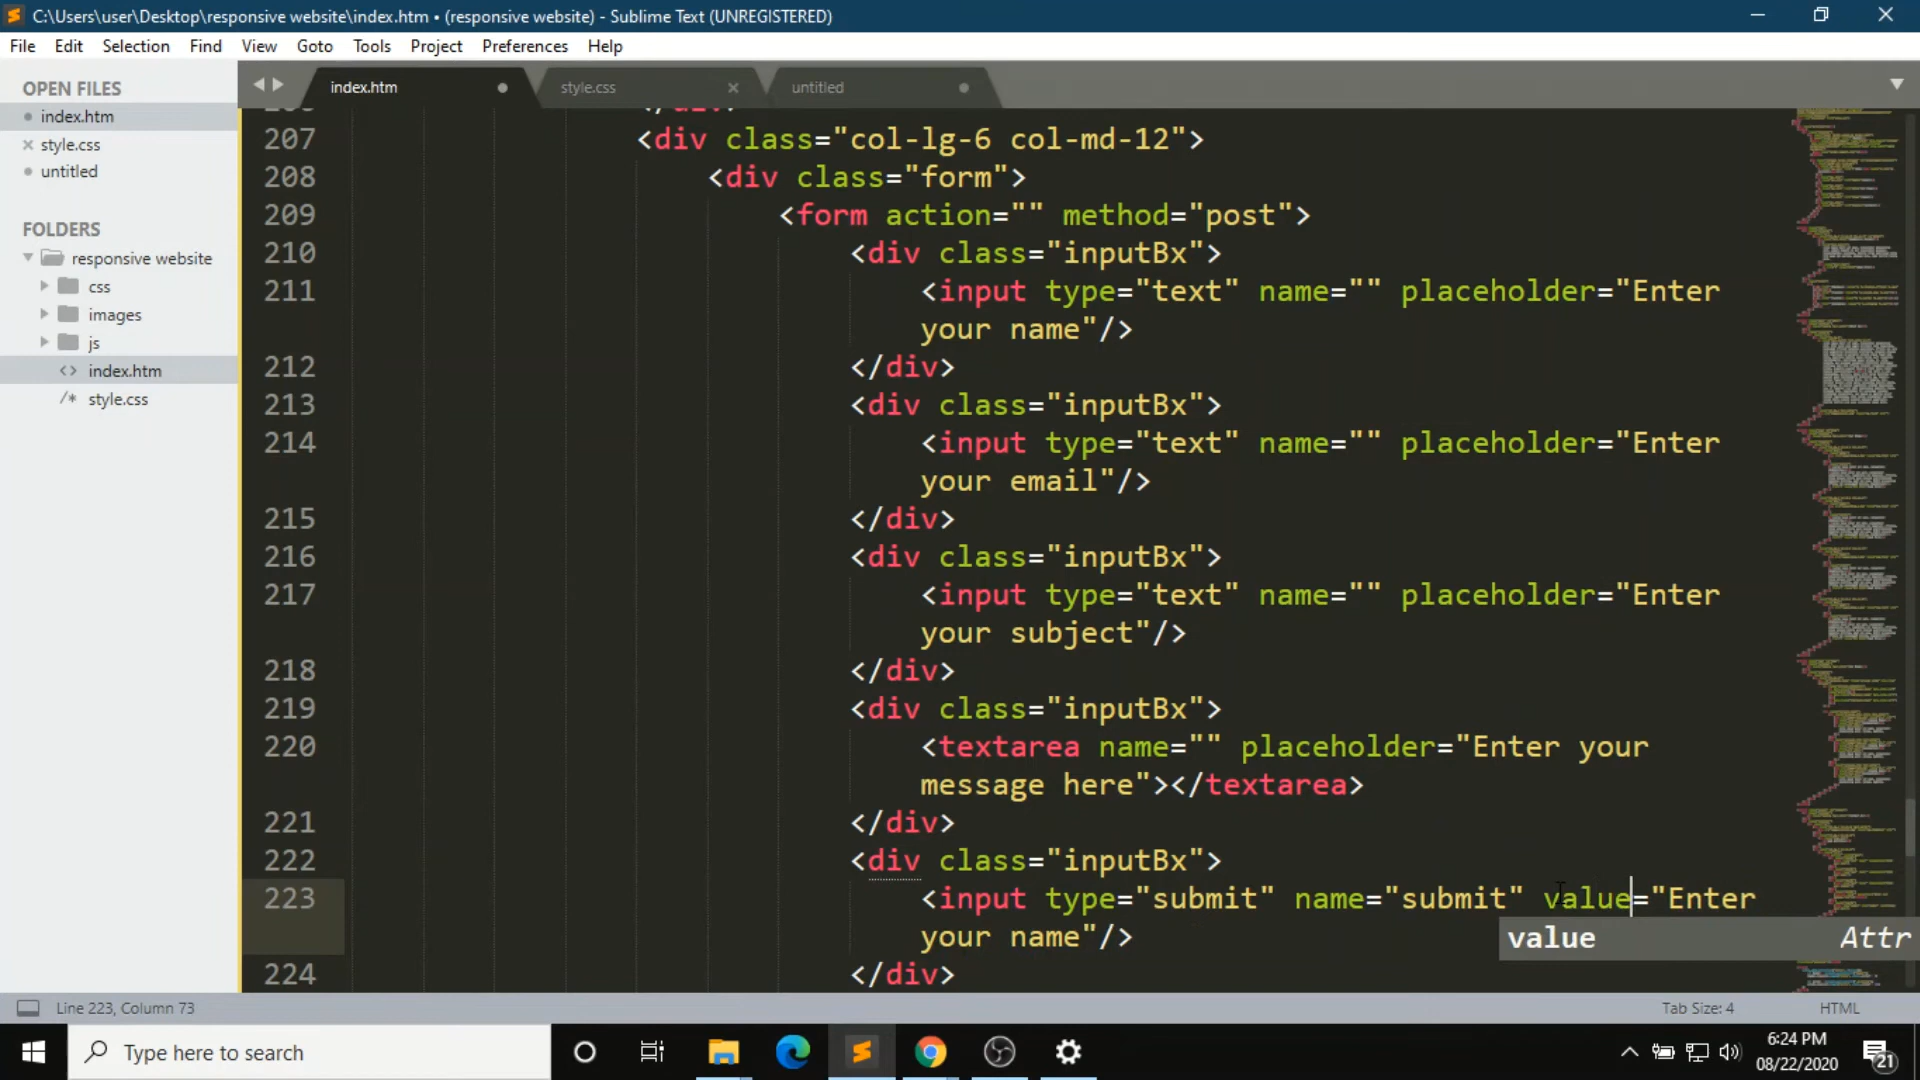 C:\Users\user\Desktop\responsive website\index.htm • (responsive website) - Sublime Text (UNREGISTERED)
File Edit Selection Find View Goto Tools Project Preferences Help
OPEN FILES
index.htm
style.css
untitled
FOLDERS
responsive website
css
images
js
index.htm
style.css
index.htm style.css untitled
207 <div class="col-lg-6 col-md-12">
208 <div class="form">
209 <form action="" method="post">
210 <div class="inputBx">
211 <input type="text" name="" placeholder="Enter
your name"/>
212 </div>
213 <div class="inputBx">
214 <input type="text" name="" placeholder="Enter
your email"/>
215 </div>
216 <div class="inputBx">
217 <input type="text" name="" placeholder="Enter
your subject"/>
218 </div>
219 <div class="inputBx">
220 <textarea name="" placeholder="Enter your
message here"></textarea>
221 </div>
222 <div class="inputBx">
223 <input type="submit" name="submit" value="Enter
your name"/>
value Attr
224 </div>
Line 223, Column 73 Tab Size: 4 HTML
Type here to search
6:24 PM
08/22/2020
21